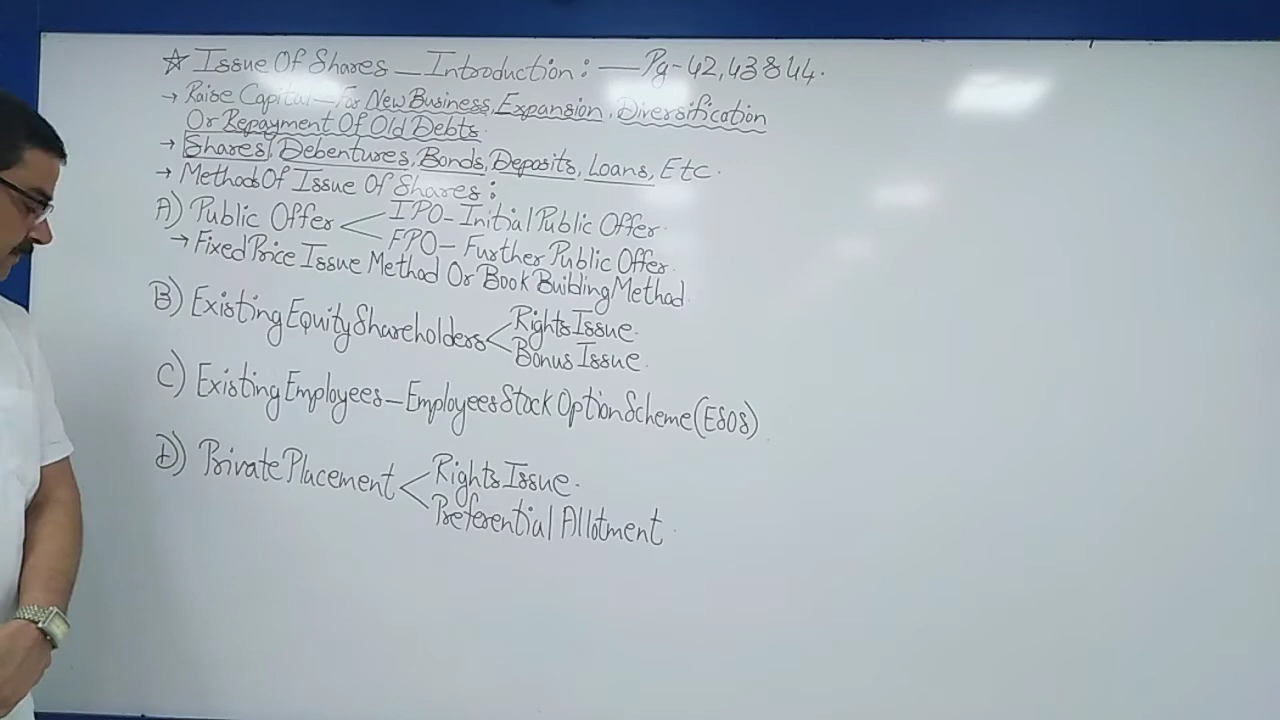 ☆ Issue Of Shares — Introduction: — Pg-42,43&44.
→ Raise Capital — For New Business, Expansion, Diversification
Or Repayment Of Old Debts.
→ Shares, Debentures, Bonds, Deposits, Loans, Etc.
→ Methods Of Issue Of Shares:
A) Public Offer < IPO - Initial Public Offer.
FPO - Further Public Offer.
→ Fixed Price Issue Method Or Book Building Method.
B) Existing Equity Shareholders < Rights Issue.
Bonus Issue.
C) Existing Employees - Employees Stock Option Scheme (ESOS)
D) Private Placement < Rights Issue.
Preferential Allotment.